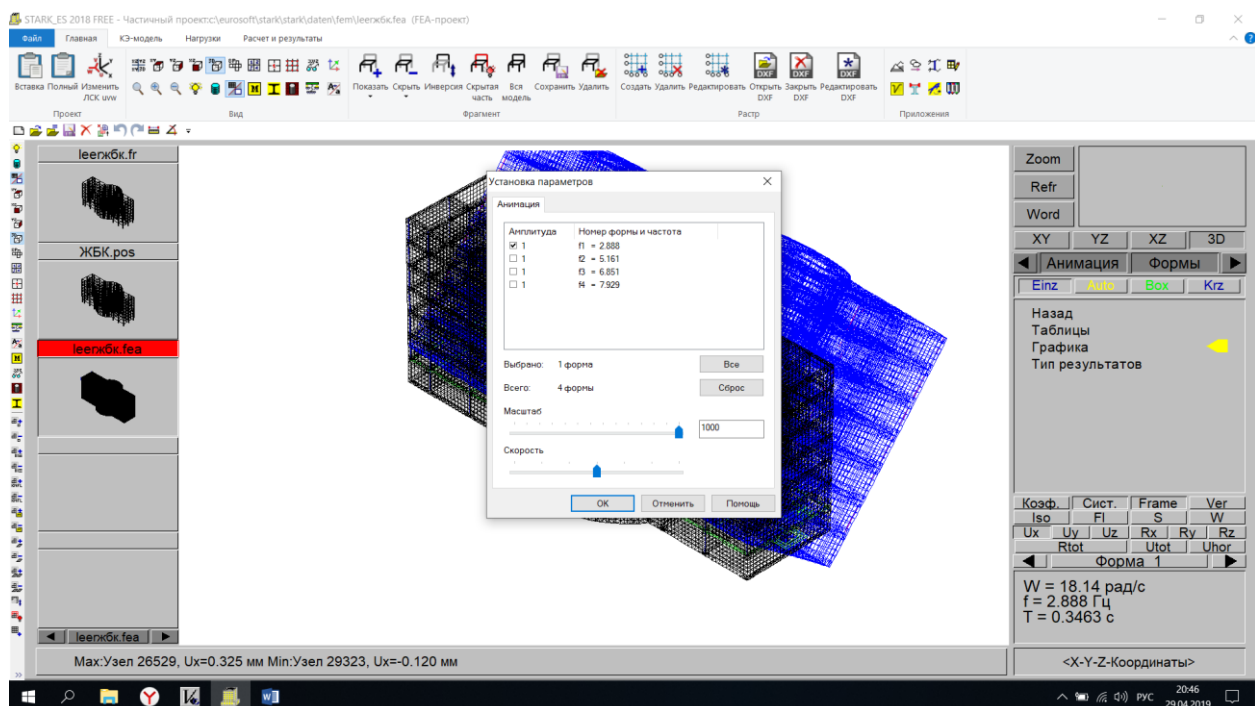 STARK_ES 2018 FREE - Частичный проект:c:\eurosoft\stark\stark\daten\fem\leerжбк.fea (FEA-проект)
Файл Главная КЭ-модель Нагрузки Расчет и результаты
Вставка Полный Изменить ЛСК uvw
Показать Скрыть Инверсия Скрытая часть Вся модель Сохранить Удалить
Создать Удалить Редактировать Открыть DXF Закрыть DXF Редактировать DXF
Проект Вид Фрагмент Растр Приложения
leerжбк.fr
ЖБК.pos
leerжбк.fea
leerжбк.fea
Установка параметров
Анимация
Амплитуда Номер формы и частота
1 f1 = 2.888
1 f2 = 5.161
1 f3 = 6.851
1 f4 = 7.929
Выбрано: 1 форма Все
Всего: 4 формы Сброс
Масштаб
1000
Скорость
OK Отменить Помощь
Zoom
Refr
Word
XY YZ XZ 3D
Анимация Формы
Einz Auto Box Krz
Назад
Таблицы
Графика
Тип результатов
Коэф. Сист. Frame Ver
Iso Fl S W
Ux Uy Uz Rx Ry Rz
Rtot Utot Uhor
Форма 1
W = 18.14 рад/с
f = 2.888 Гц
T = 0.3463 с
Max:Узел 26529, Ux=0.325 мм Min:Узел 29323, Ux=-0.120 мм
<X-Y-Z-Координаты>
РУС
20:46
29.04.2019